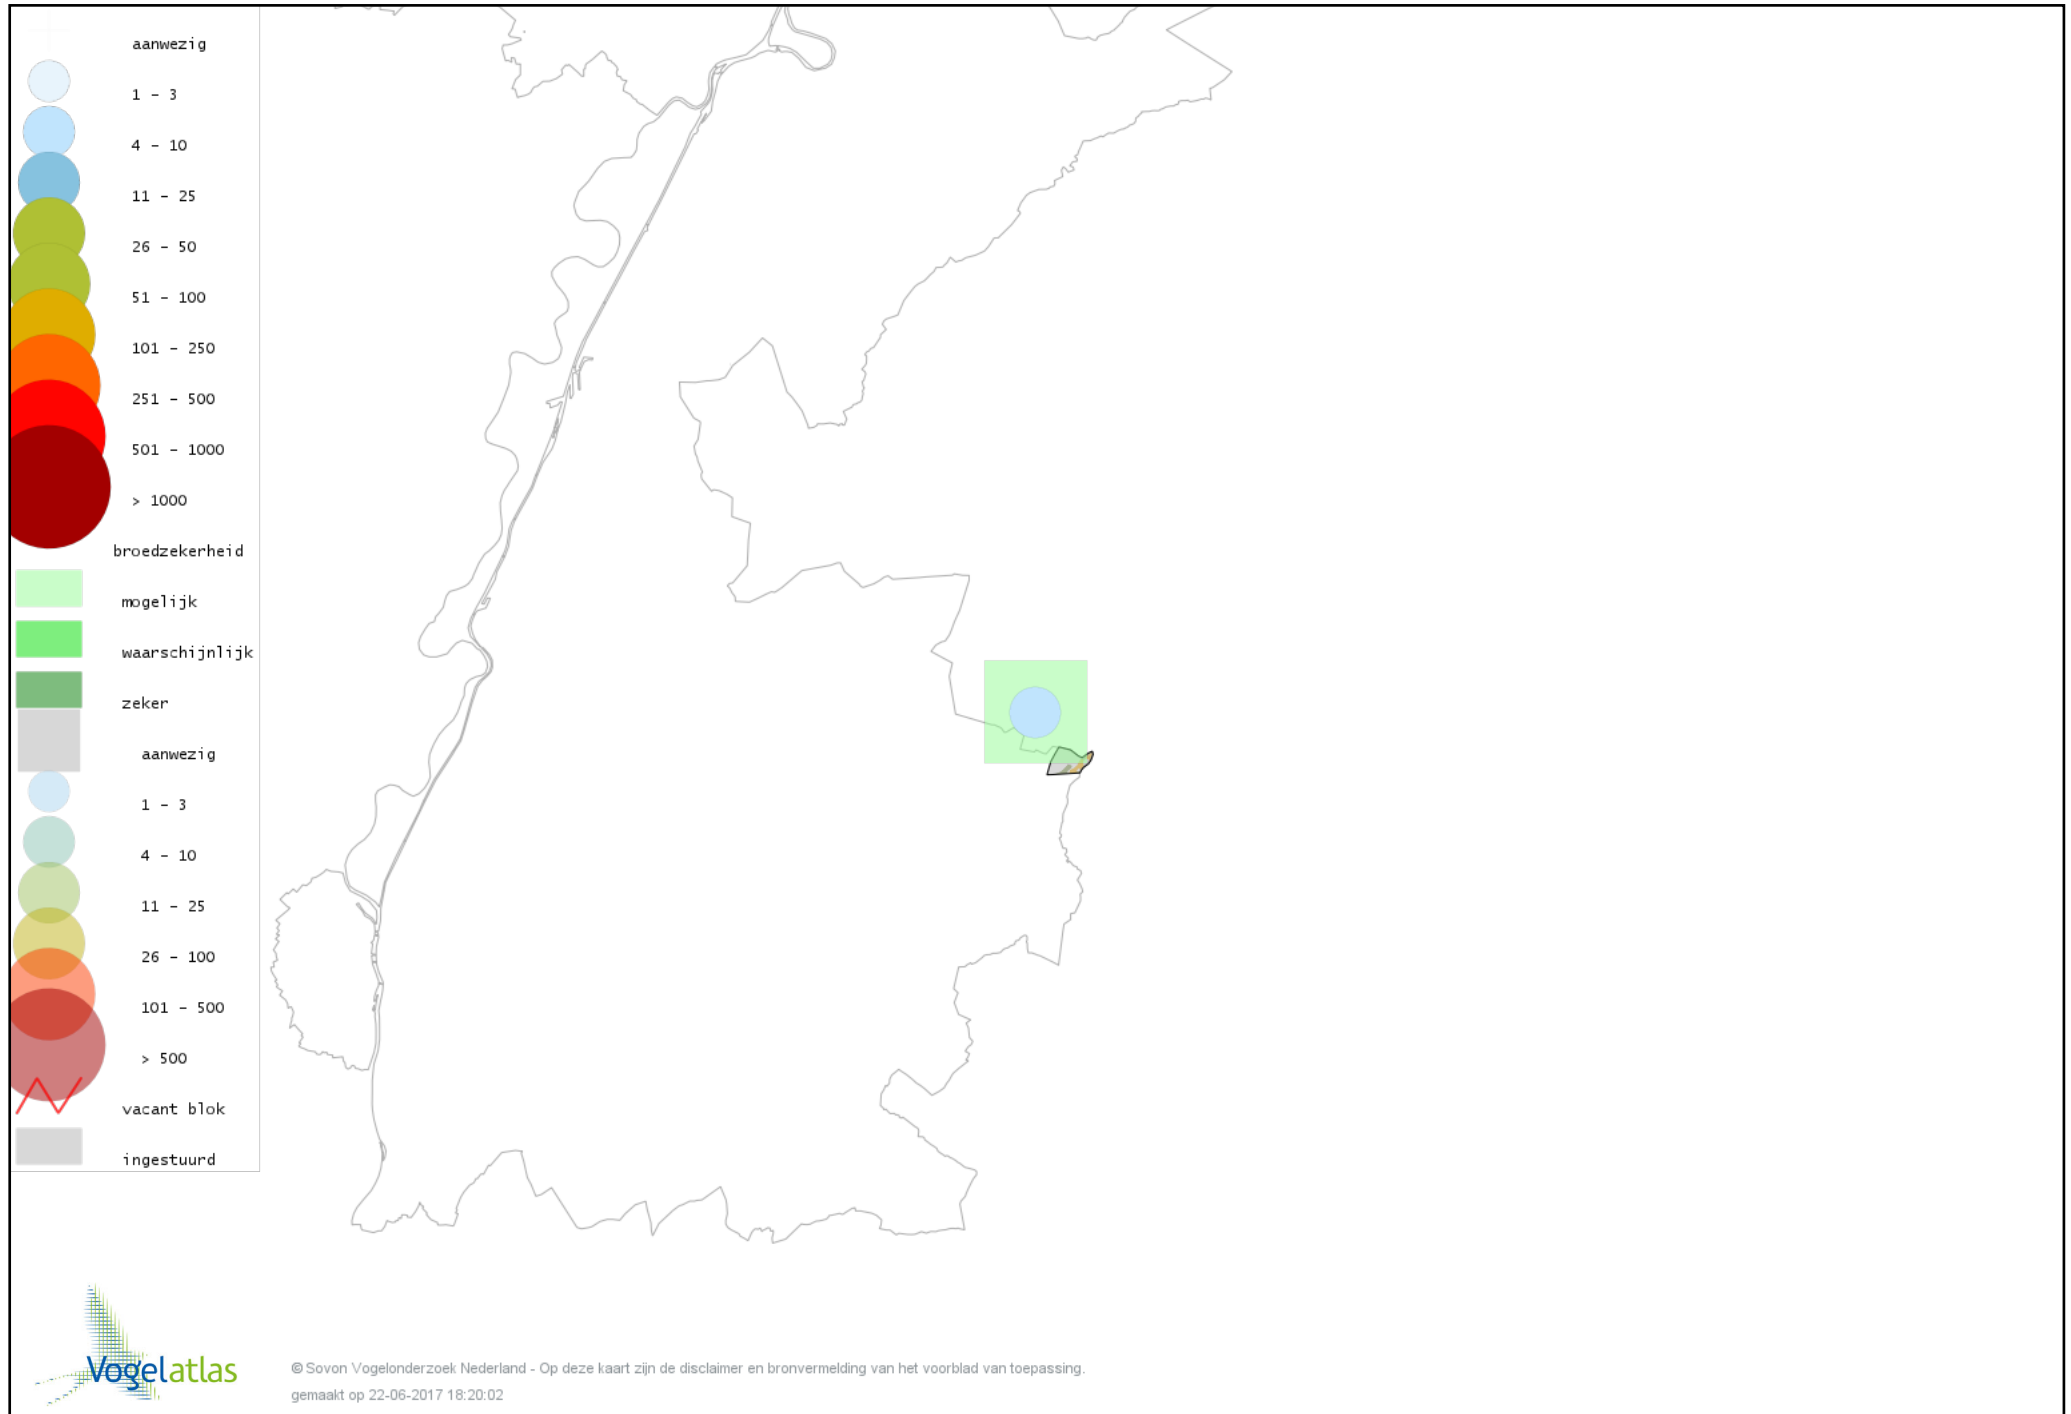 aanwezig
1 - 3
4 - 10
11 - 25
26 - 50
51 - 100
101 - 250
251 - 500
501 - 1000
> 1000
broedzekerheid
mogelijk
waarschijnlijk
zeker
aanwezig
1 - 3
4 - 10
11 - 25
26 - 100
101 - 500
> 500
vacant blok
ingestuurd
Vogelatlas
© Sovon Vogelonderzoek Nederland - Op deze kaart zijn de disclaimer en bronvermelding van het voorblad van toepassing.
gemaakt op 22-06-2017 18:20:02